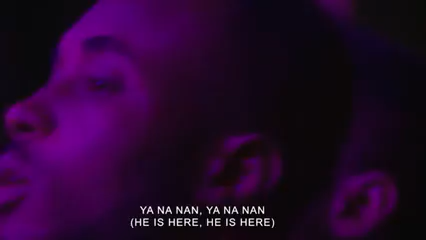 YA NA NAN, YA NA NAN
(HE IS HERE, HE IS HERE)